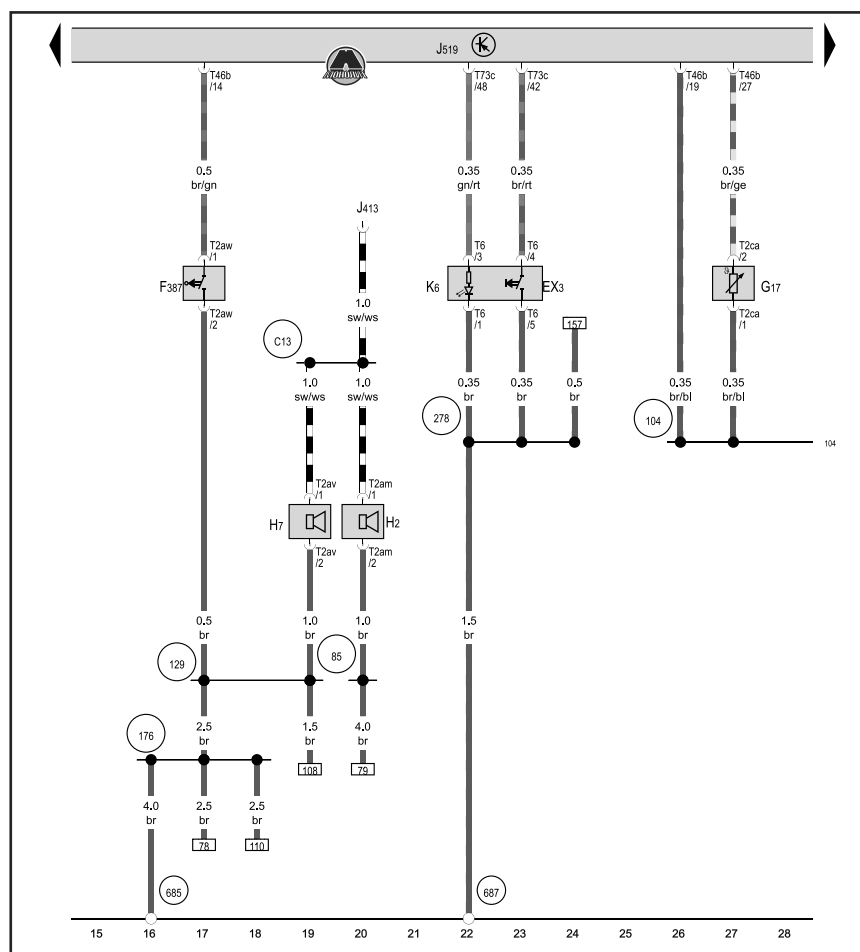 J519
T46b
/14
T73c
/48
T73c
/42
T46b
/19
T46b
/27
0.5
br/gn
0.35
gn/rt
0.35
br/rt
0.35
br/ge
J413
T2aw
/1
T6
/3
T6
/4
T2ca
/2
F387
K6
EX3
G17
T2aw
/2
1.0
sw/ws
T6
/1
T6
/5
T2ca
/1
157
C13
1.0
sw/ws
1.0
sw/ws
0.35
br
0.35
br
0.5
br
0.35
br/bl
0.35
br/bl
278
104
104
T2av
/1
T2am
/1
H7
H2
T2av
/2
T2am
/2
0.5
br
1.0
br
1.0
br
1.5
br
129
85
2.5
br
1.5
br
4.0
br
176
108
79
4.0
br
2.5
br
2.5
br
78
110
685
687
15 16 17 18 19 20 21 22 23 24 25 26 27 28